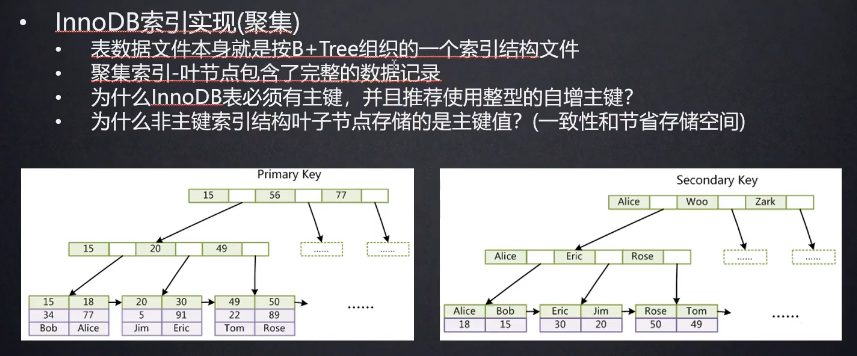 InnoDB索引实现(聚集)
表数据文件本身就是按B+Tree组织的一个索引结构文件
聚集索引-叶节点包含了完整的数据记录
为什么InnoDB表必须有主键，并且推荐使用整型的自增主键？
为什么非主键索引结构叶子节点存储的是主键值？(一致性和节省存储空间)
Primary Key
15 56 77
15 20 49 …… ……
15 18 20 30 49 50
34 77 5 91 22 89 ……
Bob Alice Jim Eric Tom Rose
Secondary Key
Alice Woo Zark
Alice Eric Rose …… ……
Alice Bob Eric Jim Rose Tom
18 15 30 20 50 49 ……